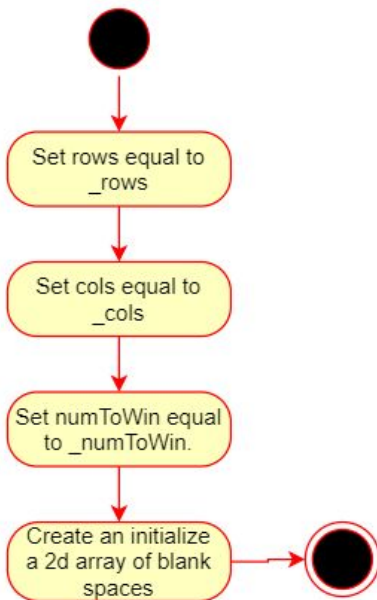 Set rows equal to
_rows
Set cols equal to
_cols
Set numToWin equal
to _numToWin.
Create an initialize
a 2d array of blank
spaces